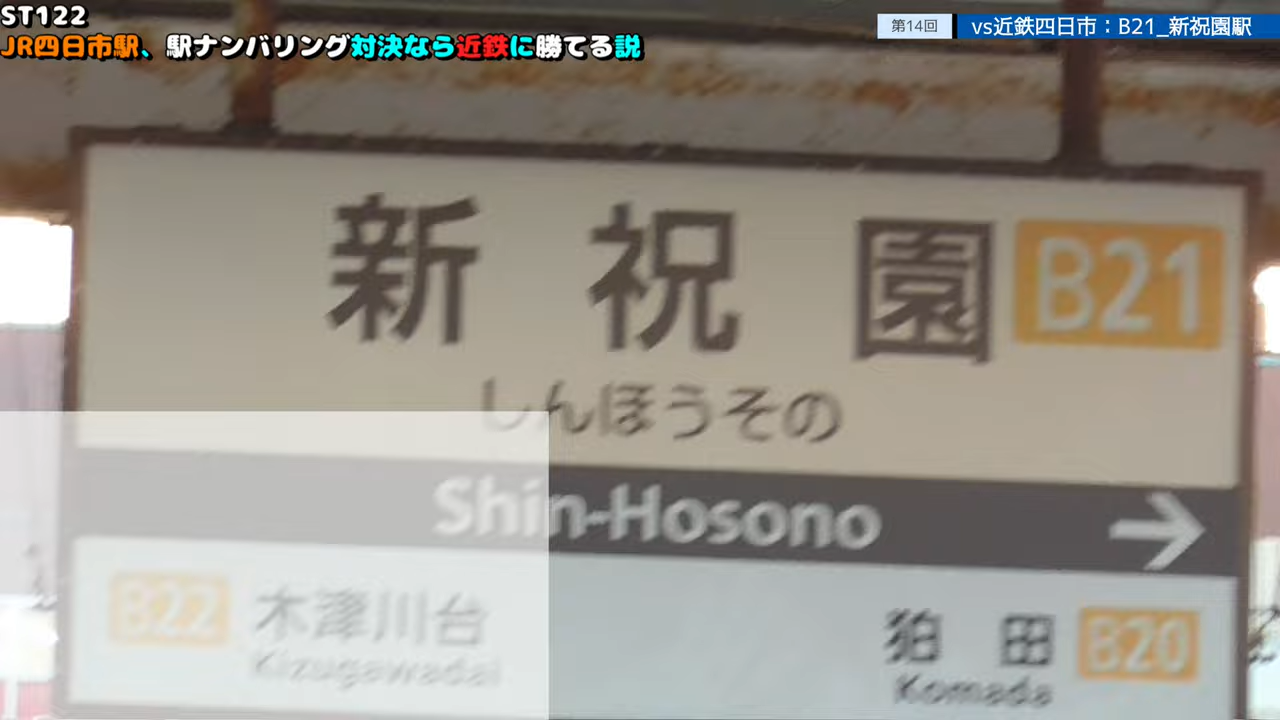 ST122
JR四日市駅、駅ナンバリング対決なら近鉄に勝てる説
第14回
vs近鉄四日市：B21_新祝園駅
新祝園 B21
しんほうその
Shin-Hosono →
B22 木津川台
Kizugawadai
狛田 B20
Komada